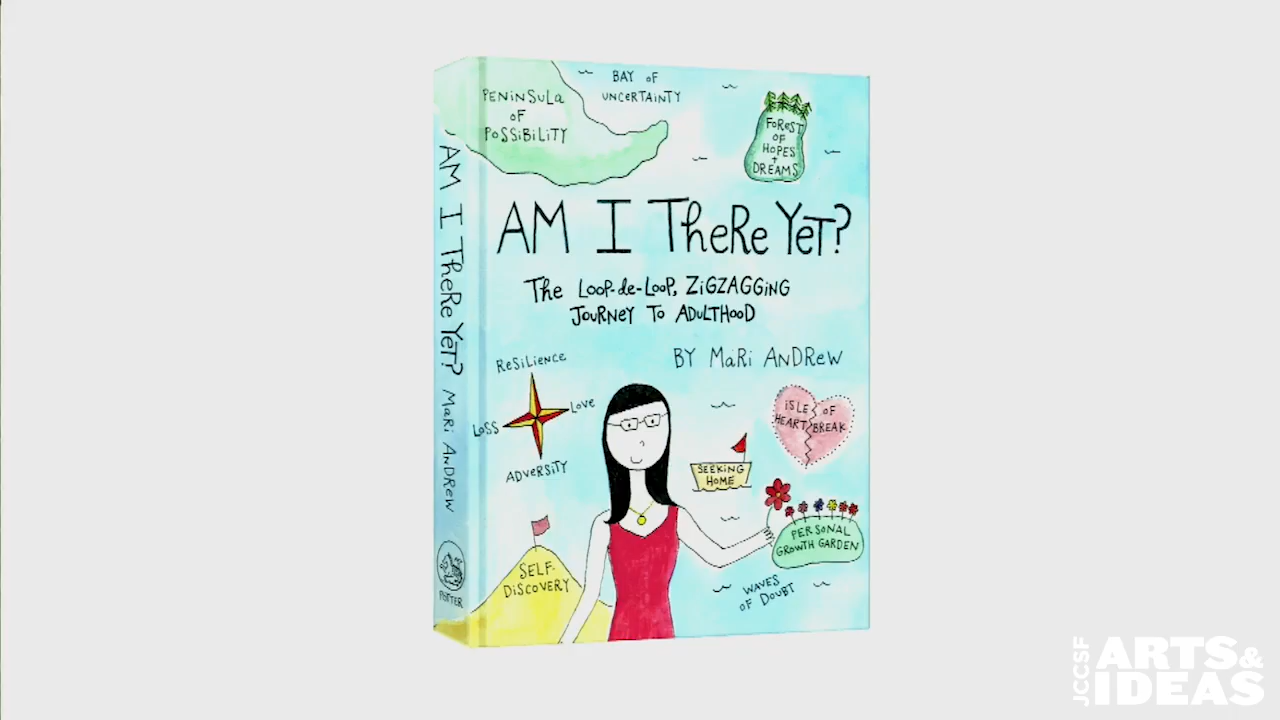 PENINSULA
OF
POSSIBILITY
BAY OF
UNCERTAINTY
FOREST
OF
HOPES
+
DREAMS
AM I THeRe YeT?
The LOOP-de-LOOP, ZiGZAGGiNG
JOURNeY TO ADULTHOOD
BY MARi ANDRew
ReSiLieNCe
LOSS
LOVe
ADVeRSiTY
iSLe OF
HEART BREAK
SEEKiNG
HOME
PERSONAL
GROWTH GARDEN
SELF-
DiSCOVERY
WAVeS
OF DOUBT
AM I THeRe YeT? MARi ANDRew
POTTER
JCCSF
ARTS&
IDEAS